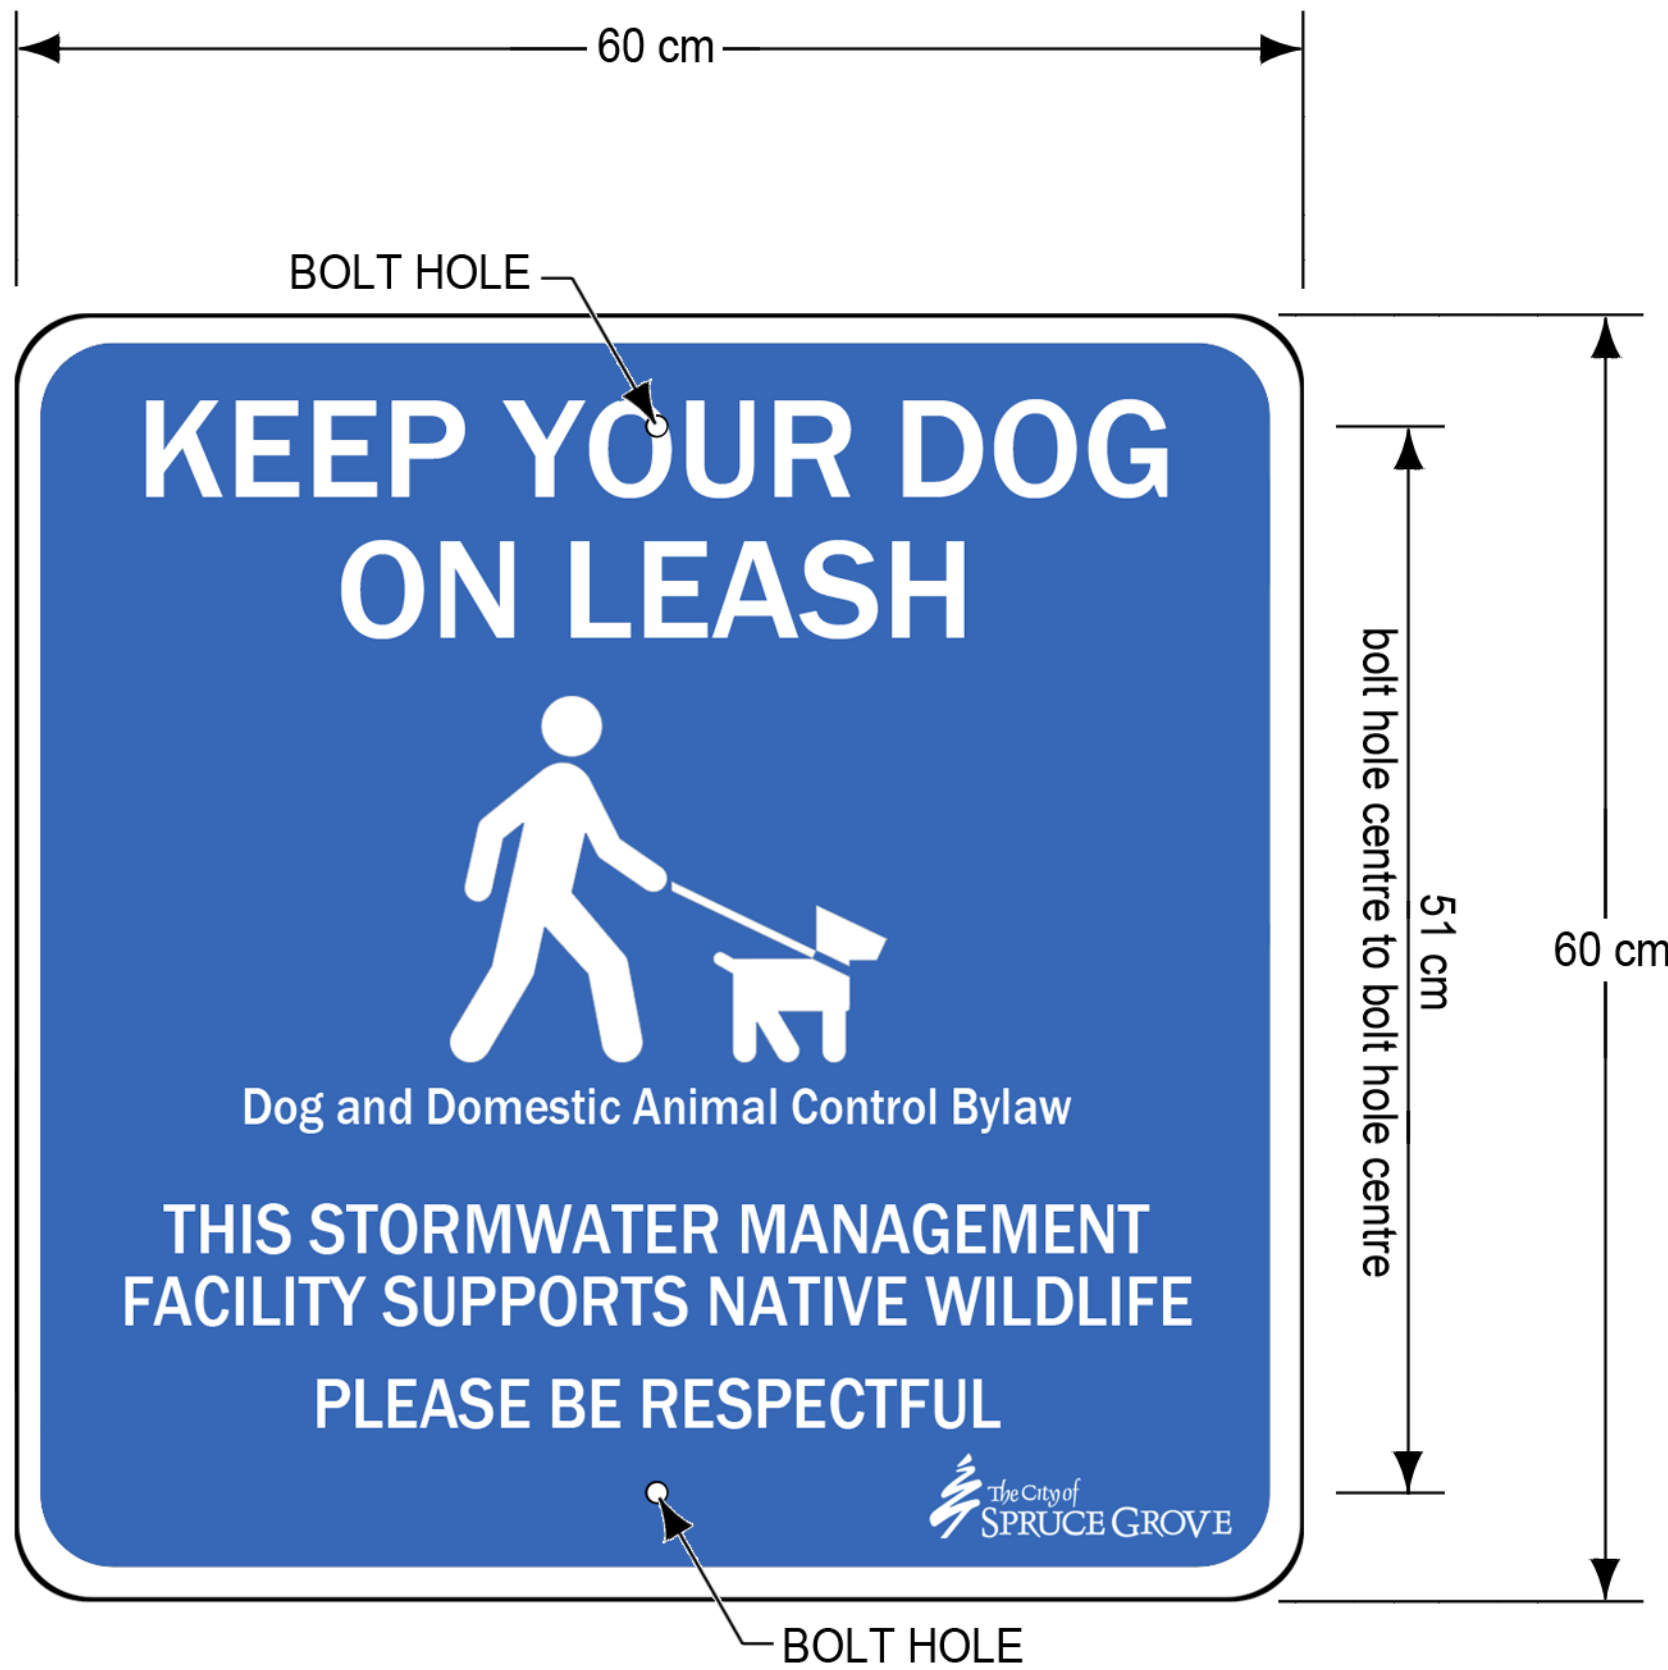 60 cm
BOLT HOLE
KEEP YOUR DOG
ON LEASH
Dog and Domestic Animal Control Bylaw
THIS STORMWATER MANAGEMENT
FACILITY SUPPORTS NATIVE WILDLIFE
PLEASE BE RESPECTFUL
The City of
SPRUCE GROVE
BOLT HOLE
51 cm
bolt hole centre to bolt hole centre
60 cm